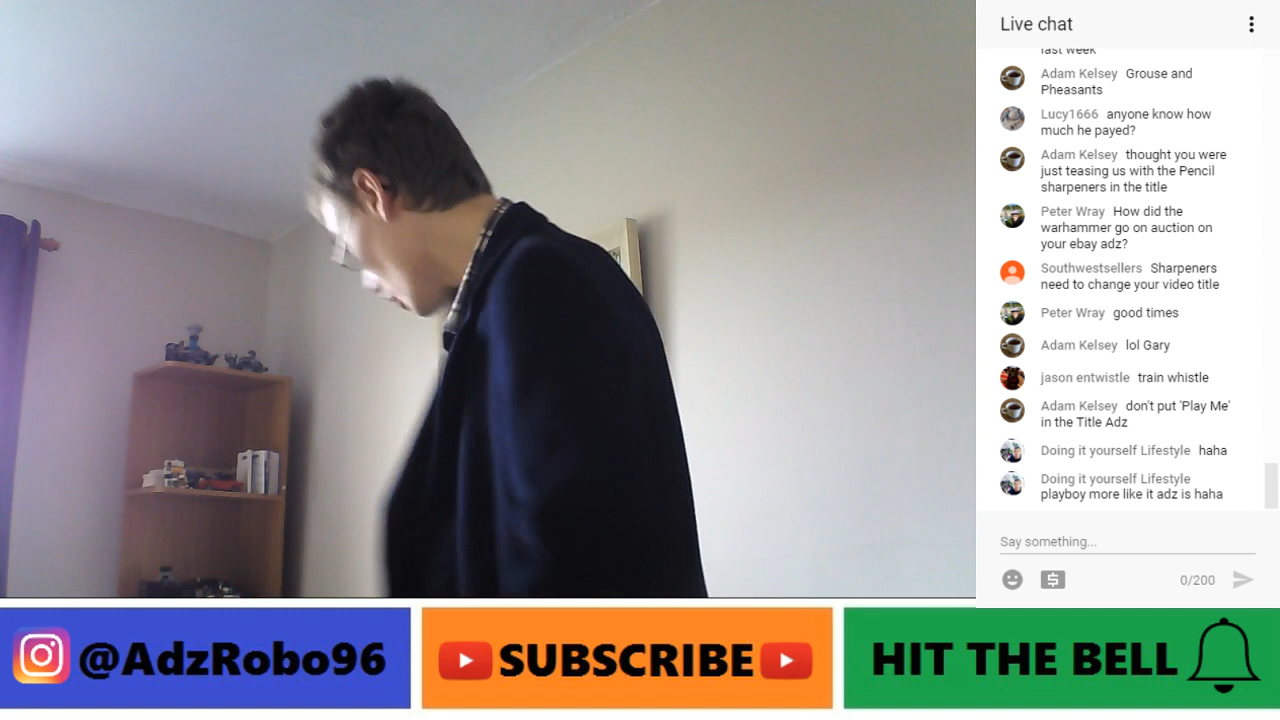 Live chat
last week
Adam Kelsey Grouse and
Pheasants
Lucy1666 anyone know how
much he payed?
Adam Kelsey thought you were
just teasing us with the Pencil
sharpeners in the title
Peter Wray How did the
warhammer go on auction on
your ebay adz?
Southwestsellers Sharpeners
need to change your video title
Peter Wray good times
Adam Kelsey lol Gary
jason entwistle train whistle
Adam Kelsey don't put 'Play Me'
in the Title Adz
Doing it yourself Lifestyle haha
Doing it yourself Lifestyle
playboy more like it adz is haha
Say something...
0/200
@AdzRobo96
SUBSCRIBE
HIT THE BELL